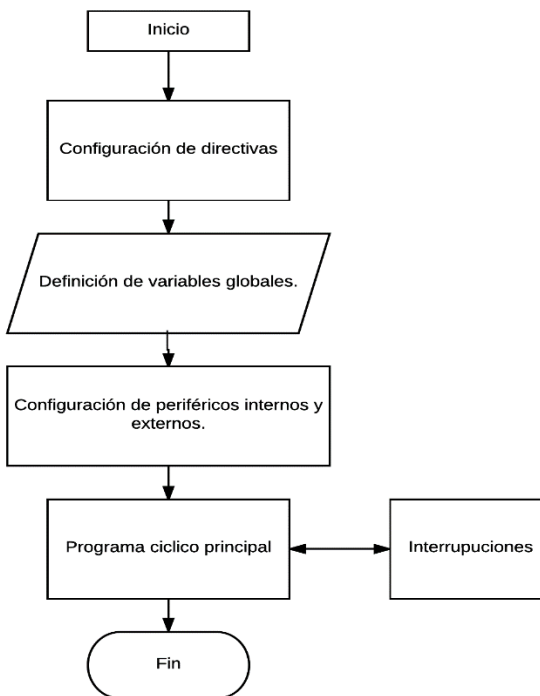 Inicio
Configuración de directivas
Definición de variables globales.
Configuración de periféricos internos y
externos.
Programa ciclico principal
Interrupuciones
Fin